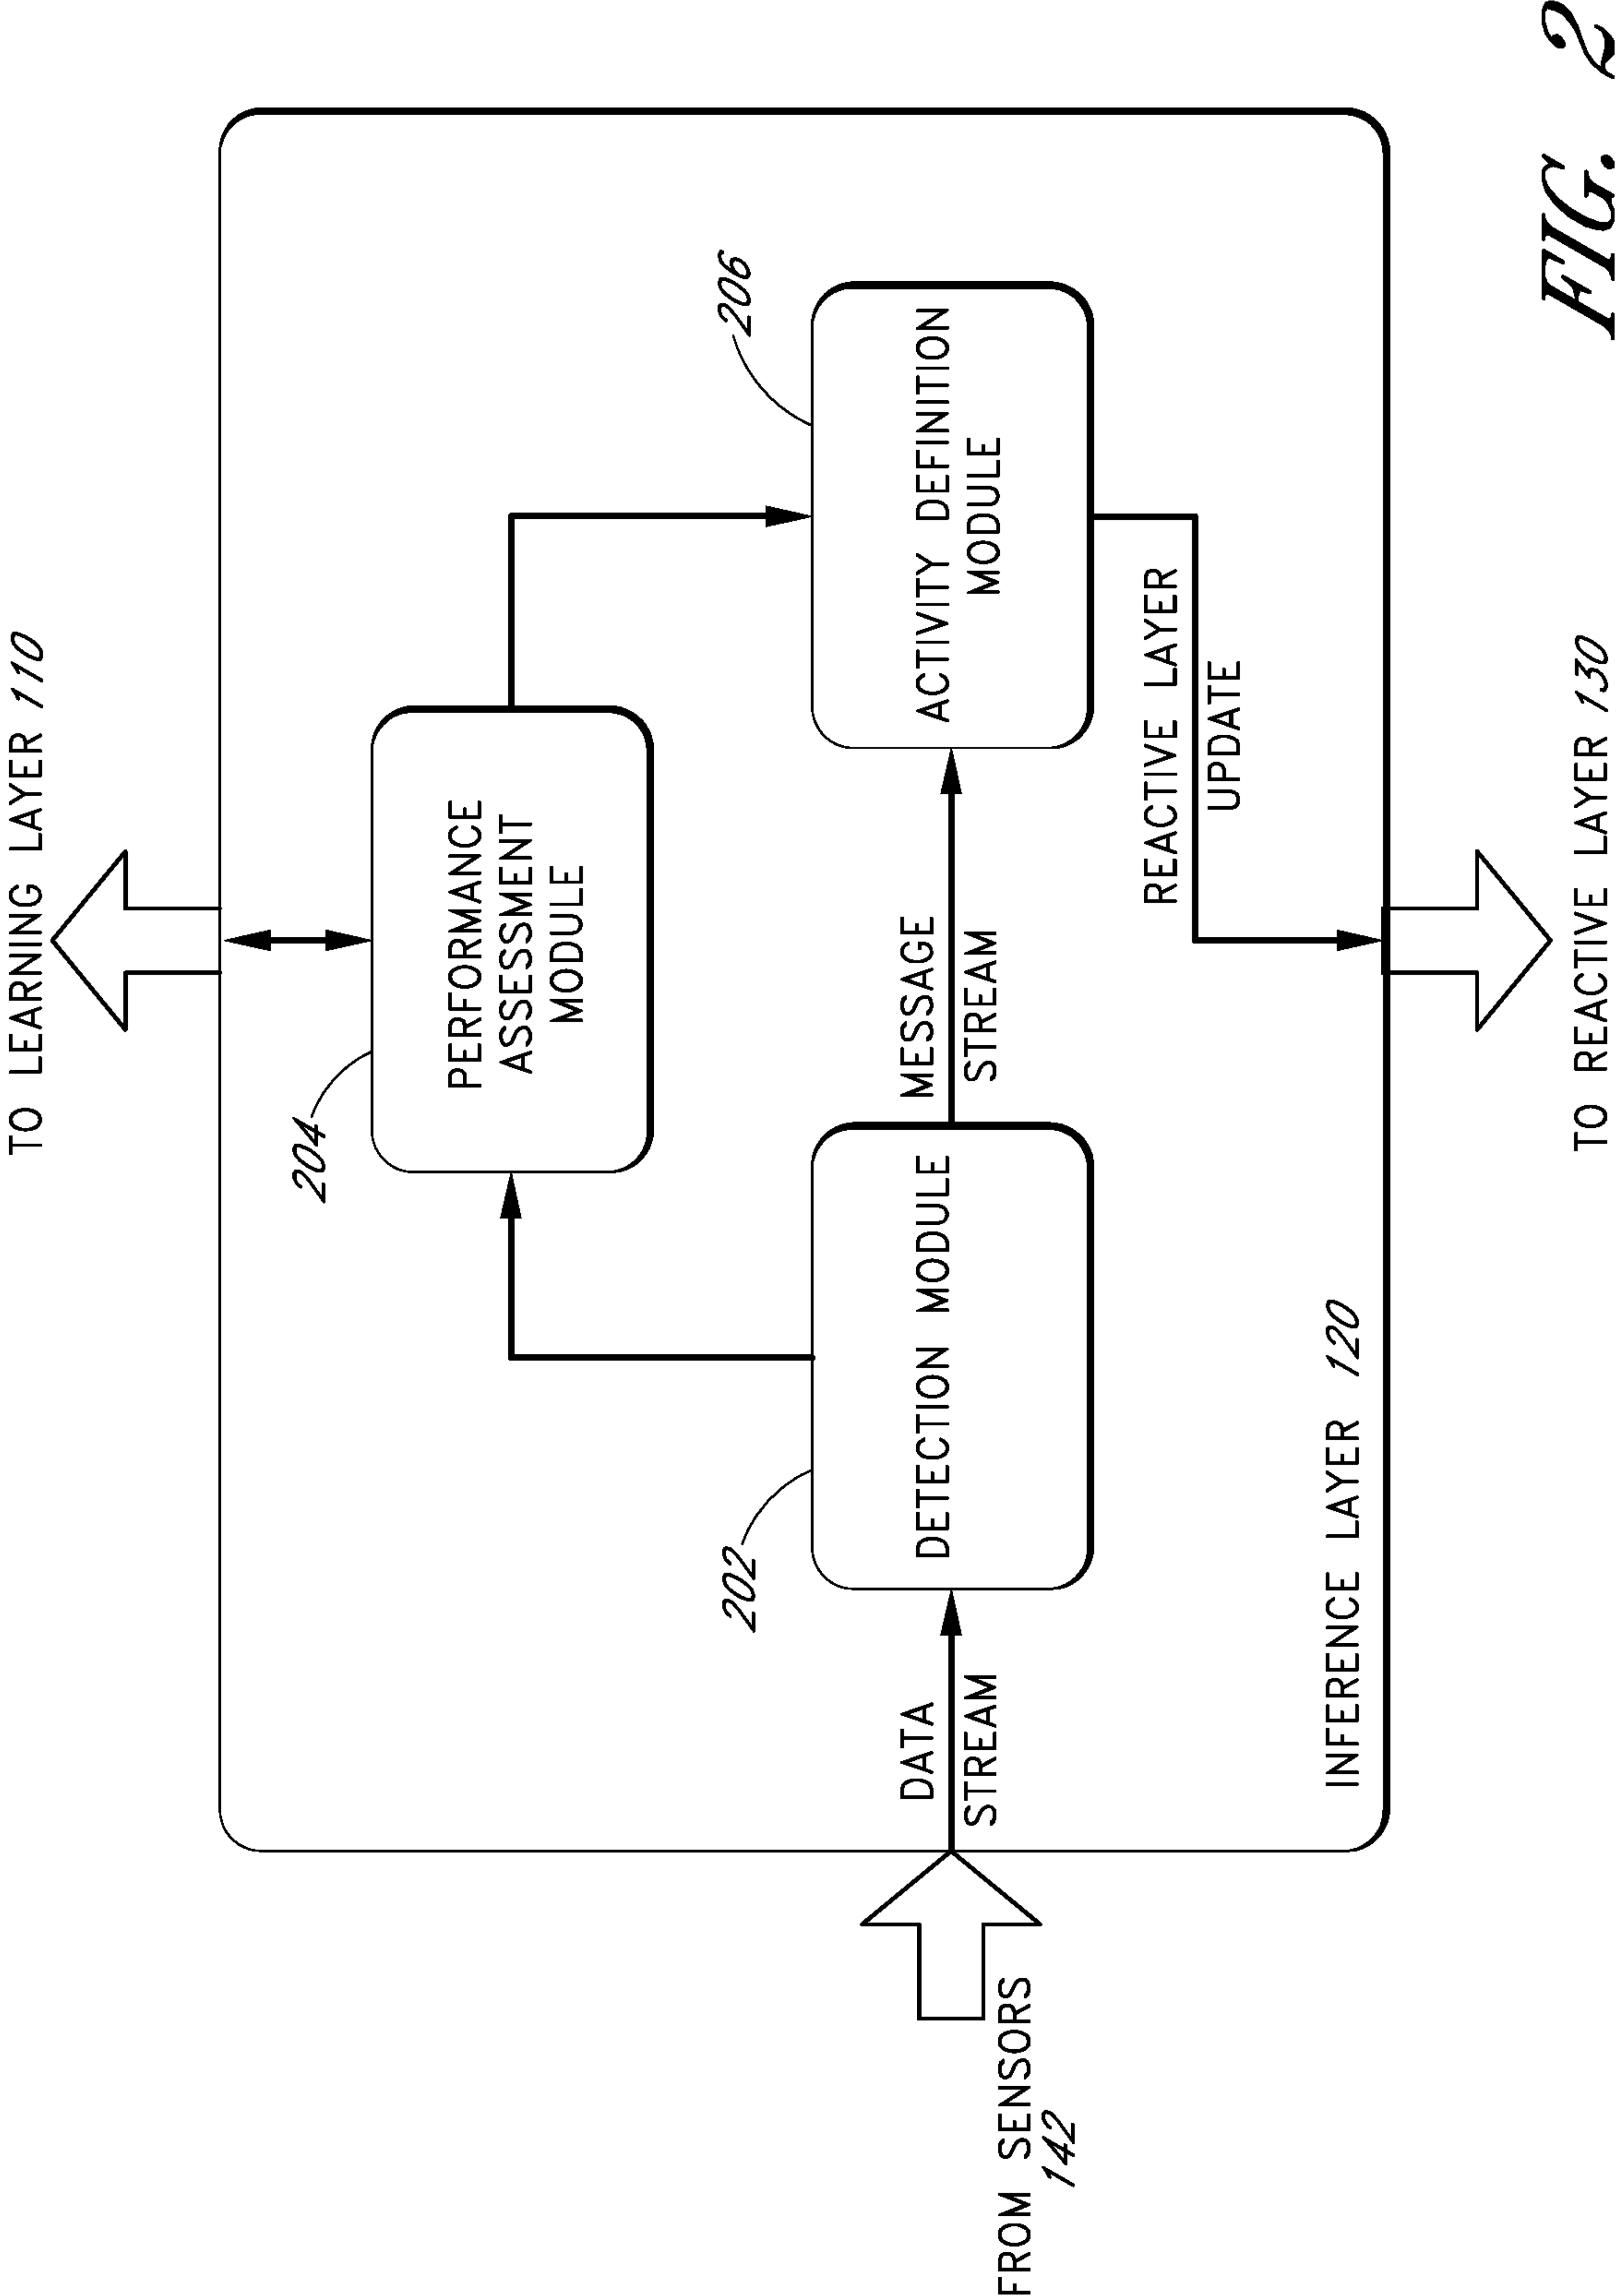 TO LEARNING LAYER 110
204
PERFORMANCE
ASSESSMENT
MODULE
206
202
FROM SENSORS
142
DATA
STREAM
DETECTION MODULE
MESSAGE
STREAM
ACTIVITY DEFINITION
MODULE
REACTIVE LAYER
UPDATE
INFERENCE LAYER 120
TO REACTIVE LAYER 130
FIG. 2